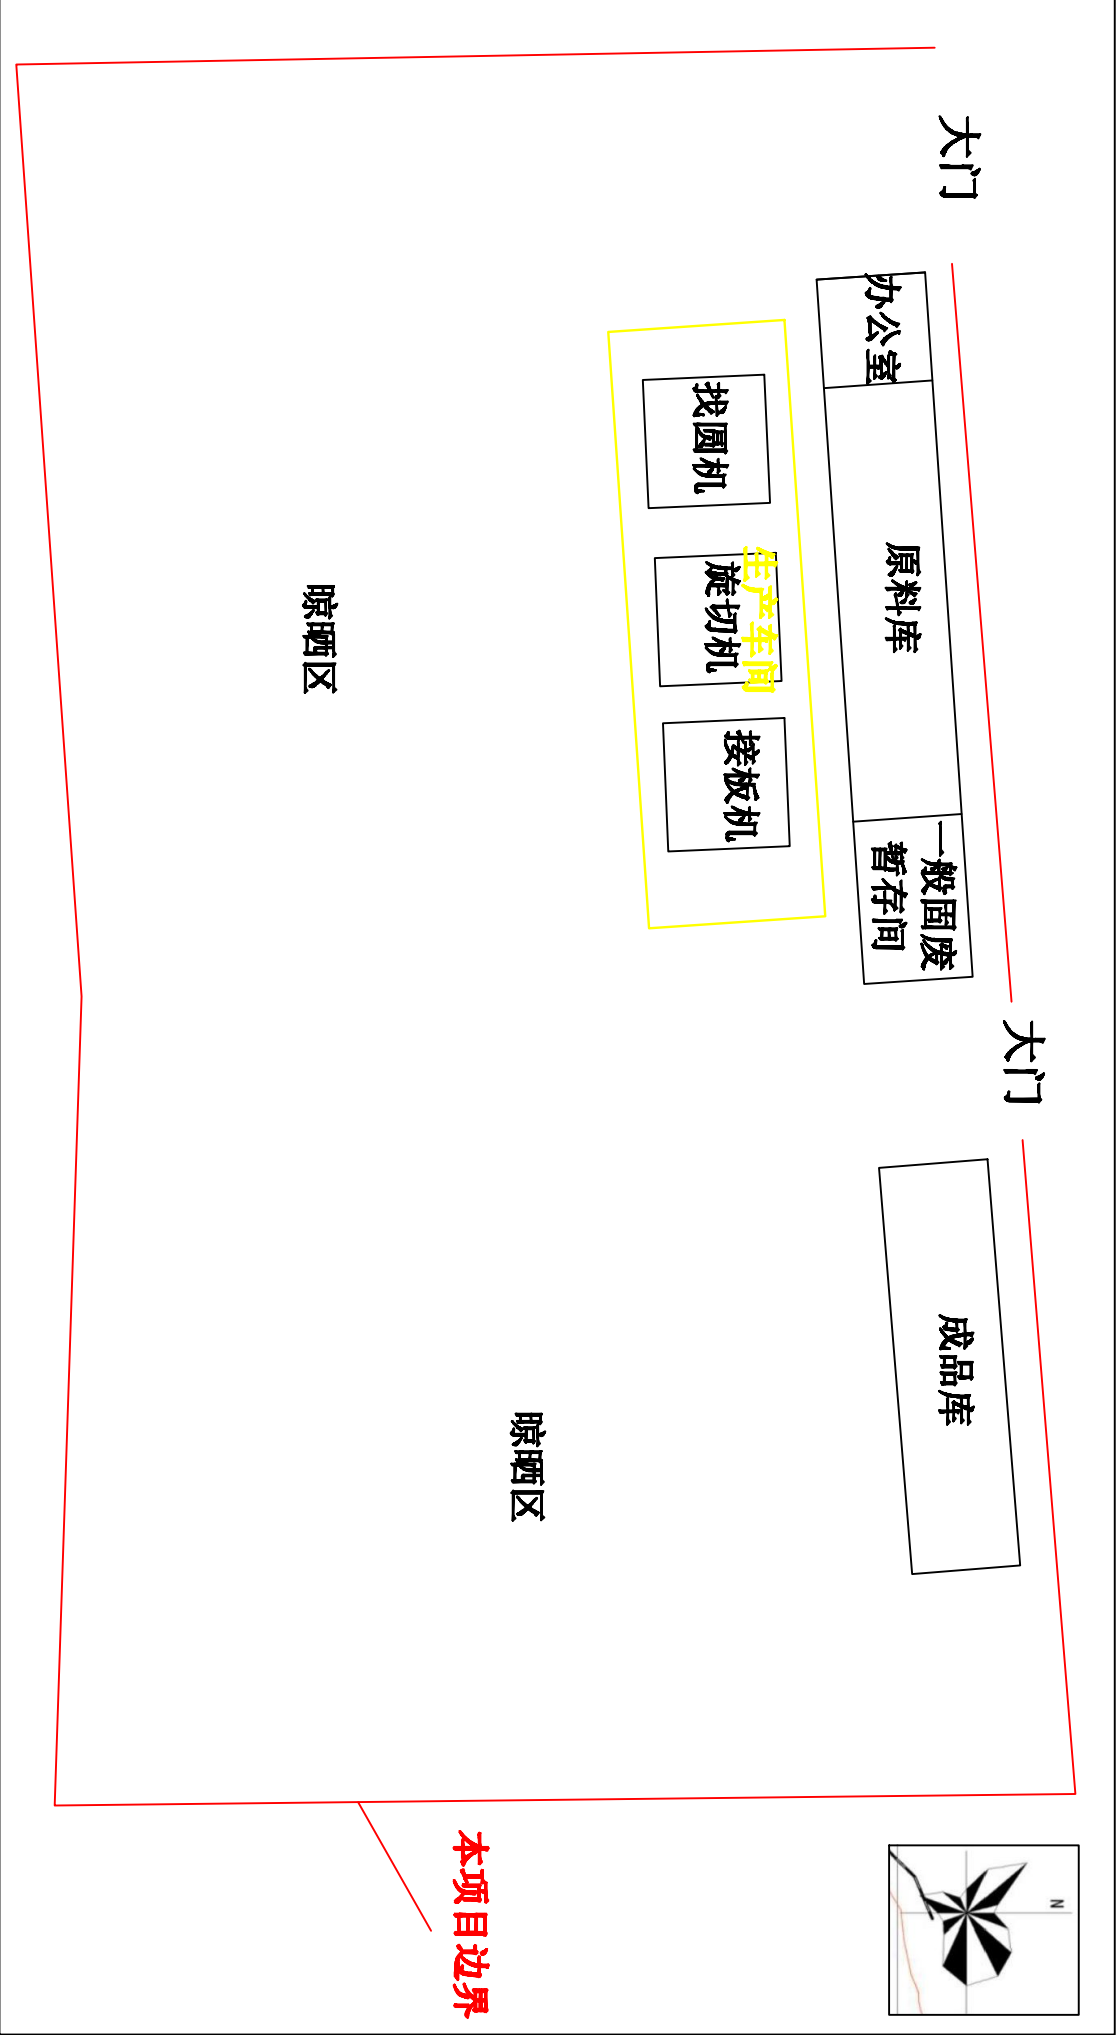 大门
办公室
原料库
一般固废
暂存间
大门
成品库
找圆机
旋切机
接板机
生产车间
晾晒区
晾晒区
本项目边界
N